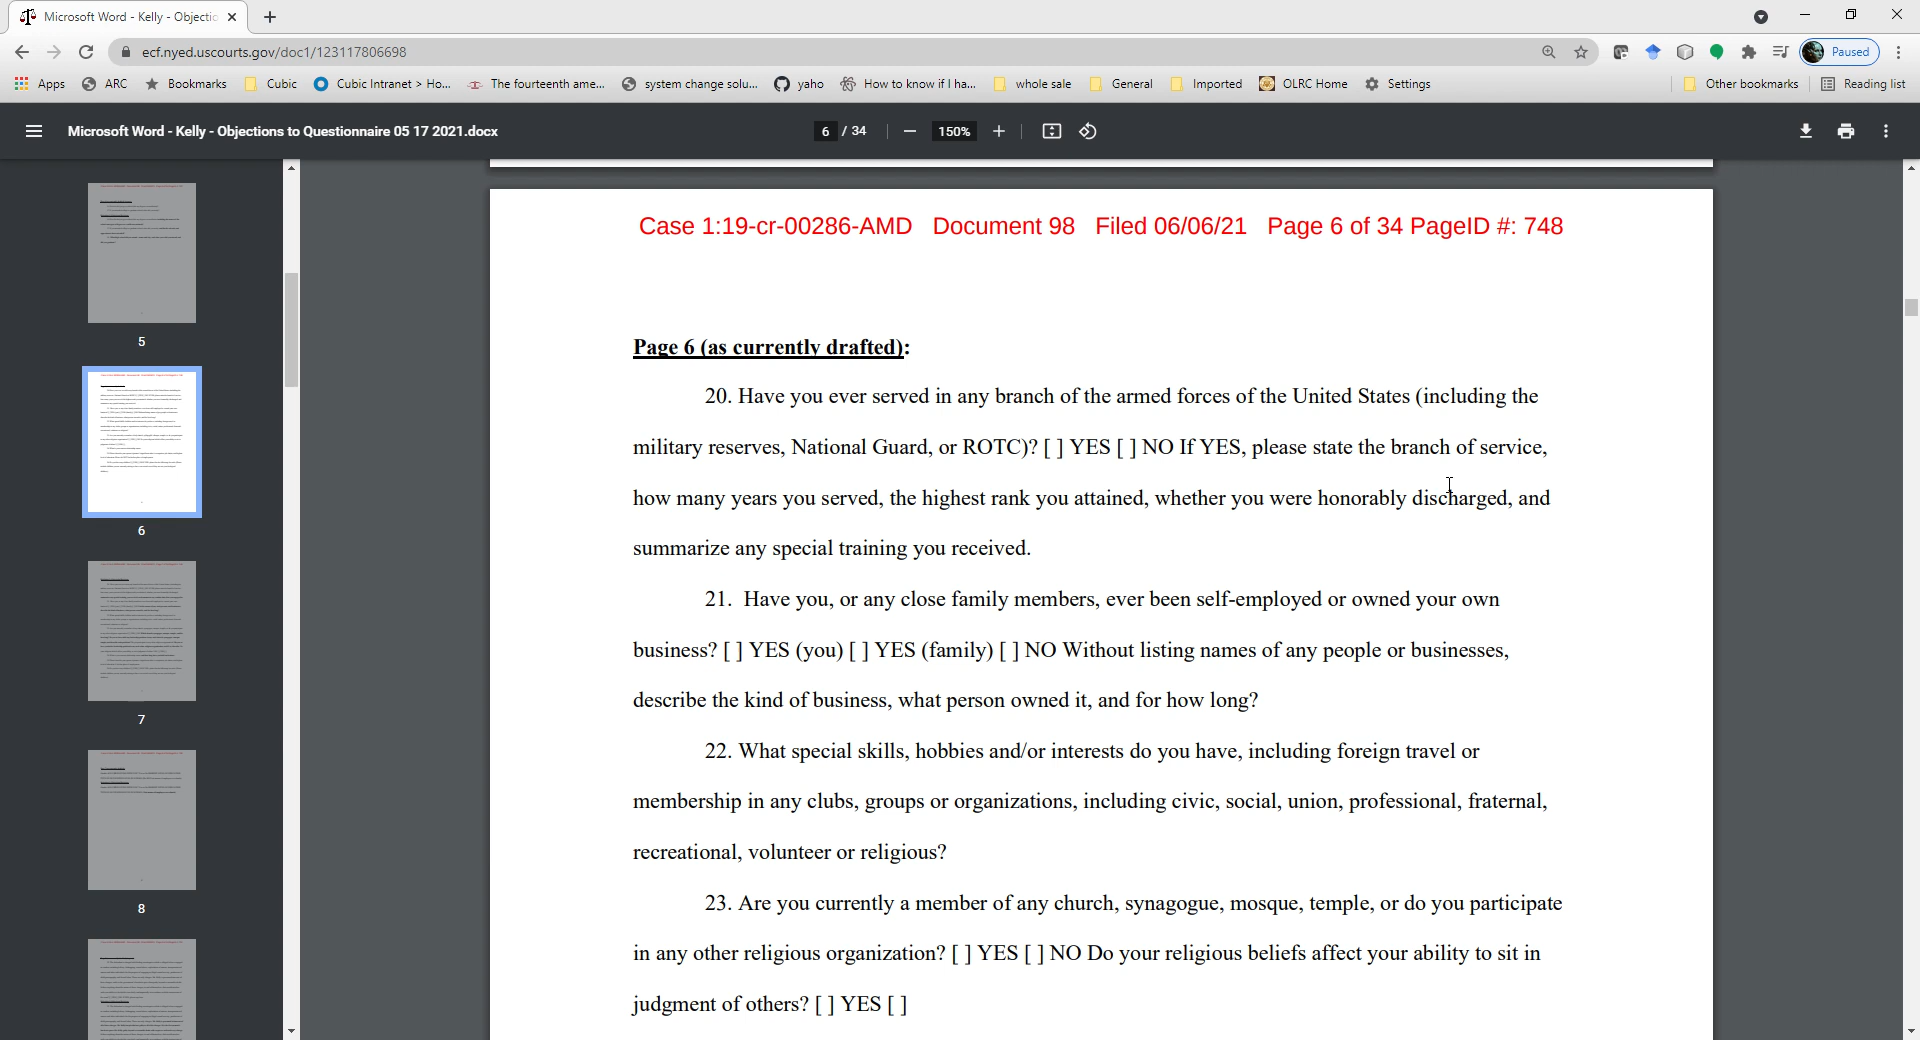 Microsoft Word - Kelly - Objectio
ecf.nyed.uscourts.gov/doc1/123117806698
Paused
Apps ARC Bookmarks Cubic Cubic Intranet > Ho... The fourteenth ame... system change solu... yaho How to know if I ha... whole sale General Imported OLRC Home Settings Other bookmarks Reading list
Microsoft Word - Kelly - Objections to Questionnaire 05 17 2021.docx 6 / 34 150%
5
6
7
8
Case 1:19-cr-00286-AMD Document 98 Filed 06/06/21 Page 6 of 34 PageID #: 748
Page 6 (as currently drafted):
20. Have you ever served in any branch of the armed forces of the United States (including the
military reserves, National Guard, or ROTC)? [ ] YES [ ] NO If YES, please state the branch of service,
how many years you served, the highest rank you attained, whether you were honorably discharged, and
summarize any special training you received.
21. Have you, or any close family members, ever been self-employed or owned your own
business? [ ] YES (you) [ ] YES (family) [ ] NO Without listing names of any people or businesses,
describe the kind of business, what person owned it, and for how long?
22. What special skills, hobbies and/or interests do you have, including foreign travel or
membership in any clubs, groups or organizations, including civic, social, union, professional, fraternal,
recreational, volunteer or religious?
23. Are you currently a member of any church, synagogue, mosque, temple, or do you participate
in any other religious organization? [ ] YES [ ] NO Do your religious beliefs affect your ability to sit in
judgment of others? [ ] YES [ ]